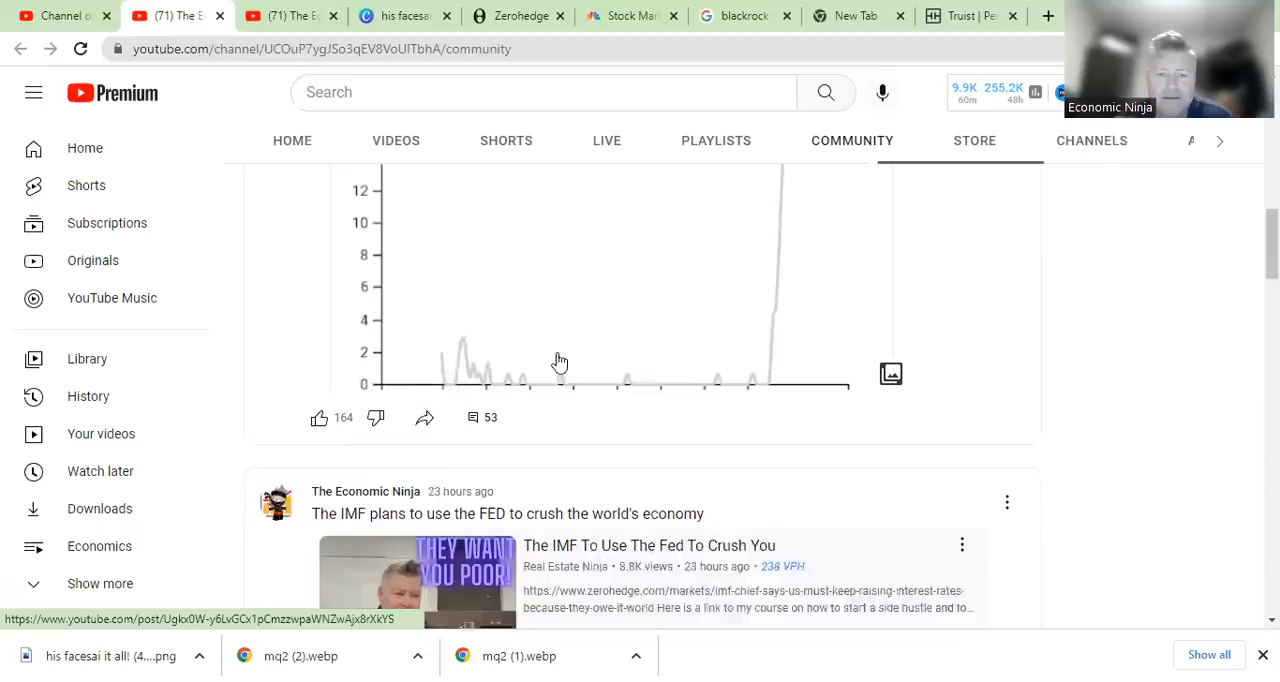 Channel d
(71) The E
(71) The Ec
his facesai
Zerohedge
Stock Mar
blackrock
New Tab
Truist | Per
youtube.com/channel/UCOuP7ygJSo3qEV8VoUITbhA/community
Premium
Search
9.9K 255.2K
60m 48h
Economic Ninja
HOME
VIDEOS
SHORTS
LIVE
PLAYLISTS
COMMUNITY
STORE
CHANNELS
Home
Shorts
Subscriptions
Originals
YouTube Music
Library
History
Your videos
Watch later
Downloads
Economics
Show more
12
10
8
6
4
2
0
164
53
The Economic Ninja 23 hours ago
The IMF plans to use the FED to crush the world's economy
THEY WANT
YOU POOR!
The IMF To Use The Fed To Crush You
Real Estate Ninja • 8.8K views • 23 hours ago 238 VPH
https://www.zerohedge.com/markets/imf-chief-says-us-must-keep-raising-interest-rates-
because-they-owe-it-world Here is a link to my course on how to start a side hustle and to...
https://www.youtube.com/post/Ugkx0W-y6LvGCx1pCmzzwpaWNZwAjx8rXkYS
his facesai it all! (4....png
mq2 (2).webp
mq2 (1).webp
Show all